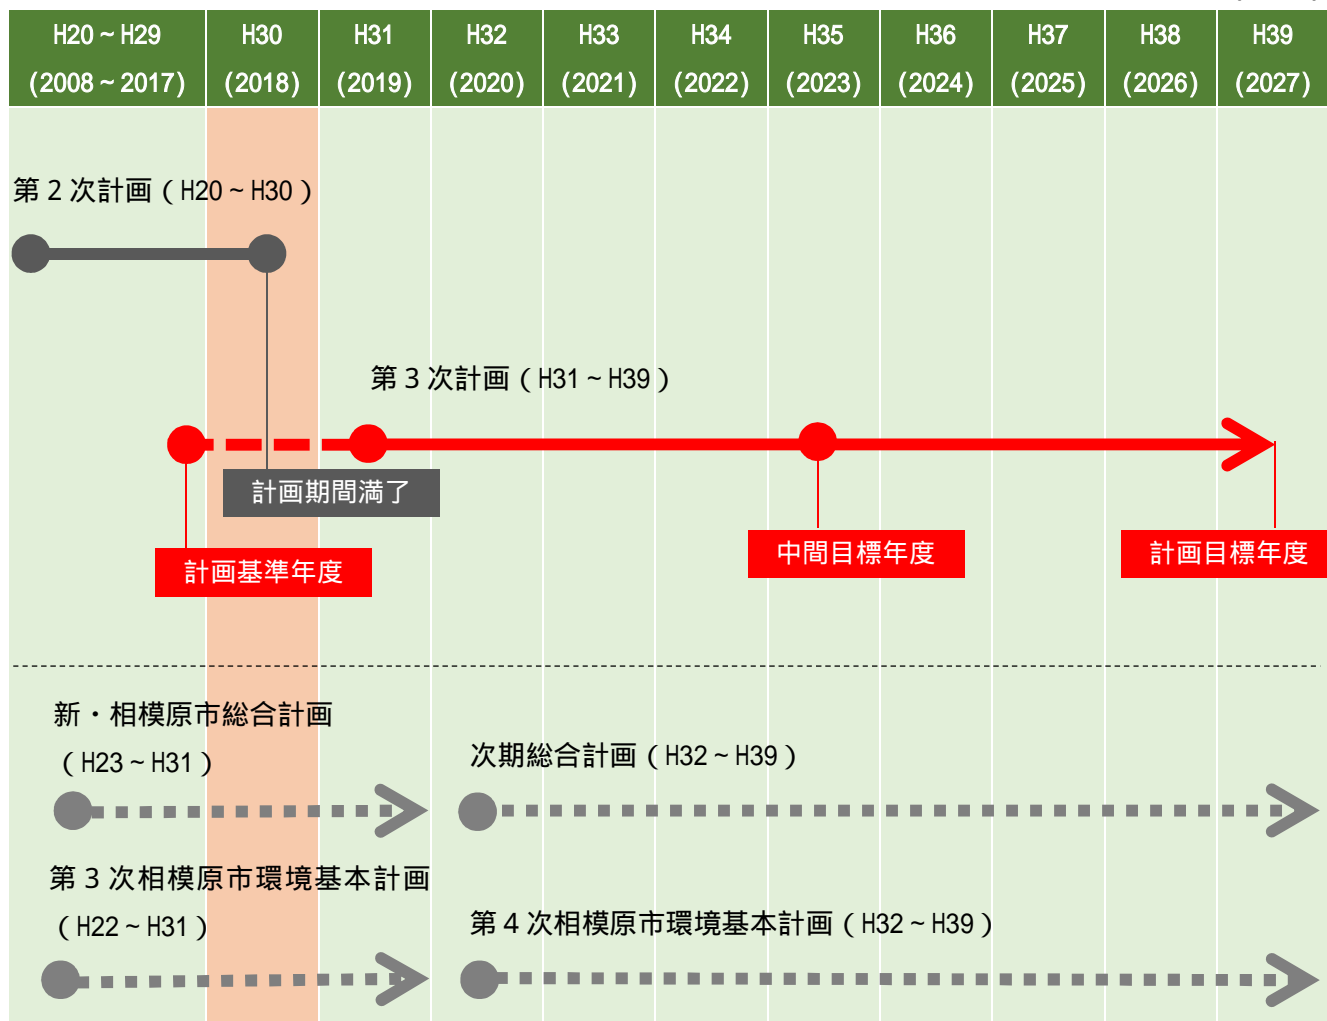 H20～H29 H30 H31 H32 H33 H34 H35 H36 H37 H38 H39
(2008～2017) (2018) (2019) (2020) (2021) (2022) (2023) (2024) (2025) (2026) (2027)
第２次計画（H20～H30）
第３次計画（H31～H39）
計画期間満了
中間目標年度
計画目標年度
計画基準年度
新・相模原市総合計画
（H23～H31）
次期総合計画（H32～H39）
第３次相模原市環境基本計画
（H22～H31）
第４次相模原市環境基本計画（H32～H39）